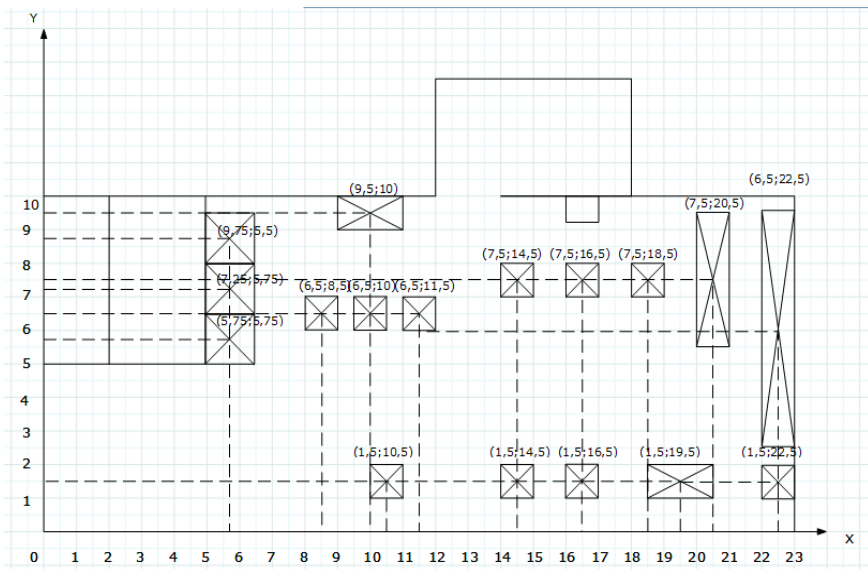 Y
(6,5;22,5)
(9,5;10)
10
(7,5;20,5)
9
(9,75;5,5)
(7,5;14,5) (7,5;16,5) (7,5;18,5)
8
(7,25;5,75) (6,5;8,5) (6,5;10) (6,5;11,5)
7
(5,75;5,75)
6
5
4
3
(1,5;10,5) (1,5;14,5) (1,5;16,5) (1,5;19,5) (1,5;22,5)
2
1
X
0 1 2 3 4 5 6 7 8 9 10 11 12 13 14 15 16 17 18 19 20 21 22 23